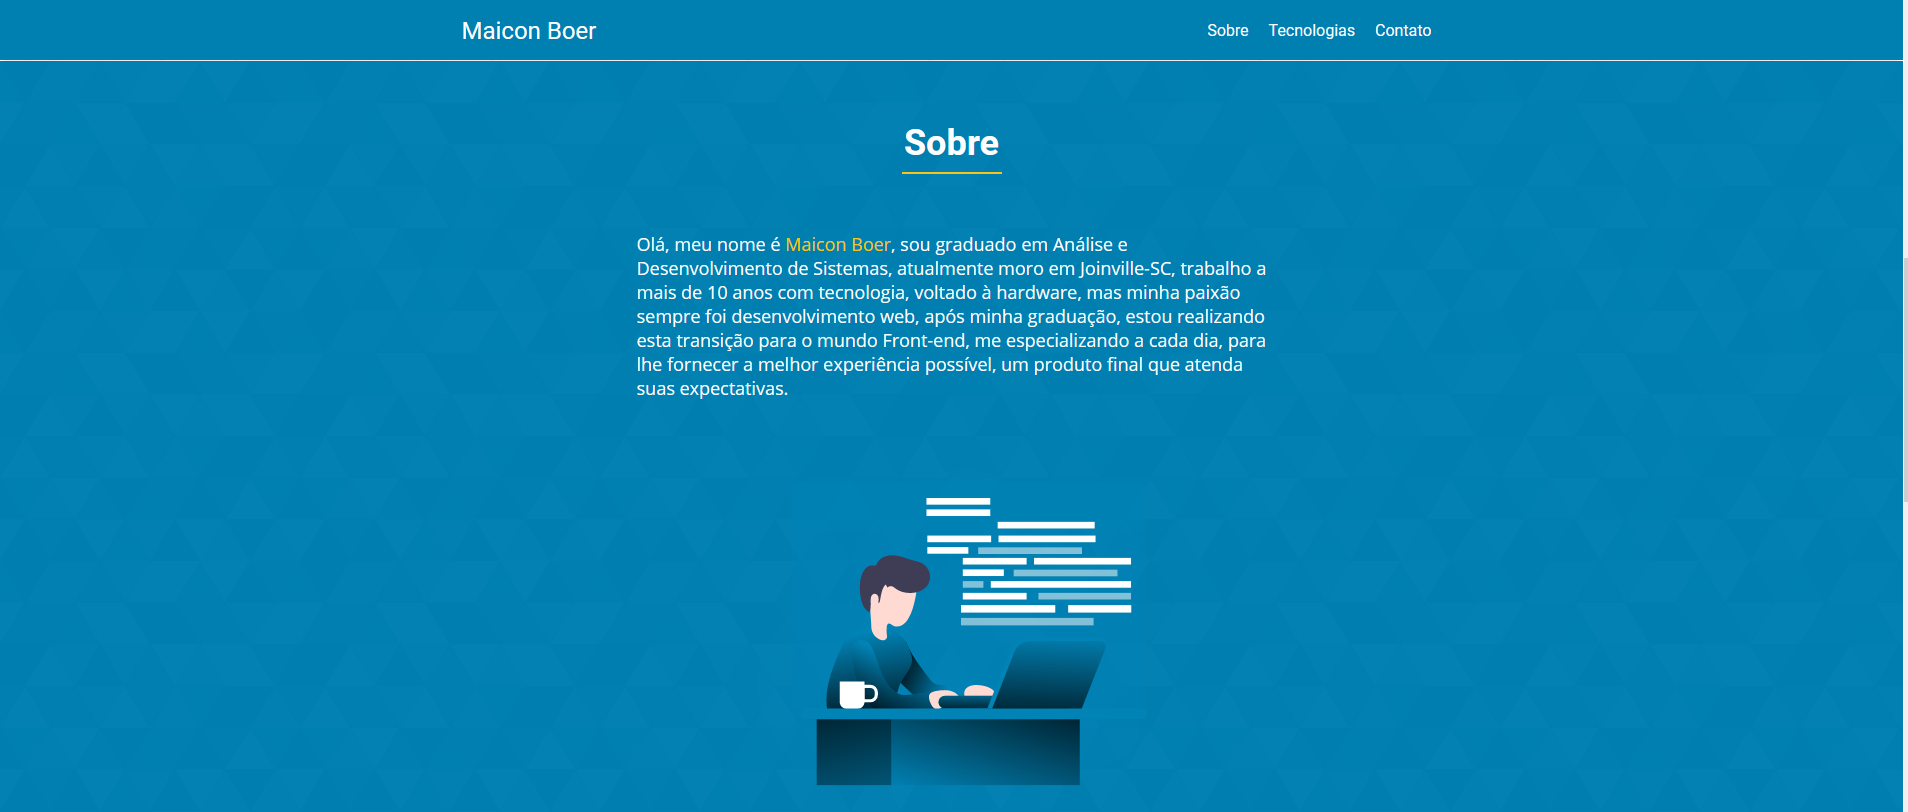 Maicon Boer
Sobre Tecnologias Contato
Sobre
Olá, meu nome é Maicon Boer, sou graduado em Análise e
Desenvolvimento de Sistemas, atualmente moro em Joinville-SC, trabalho a
mais de 10 anos com tecnologia, voltado à hardware, mas minha paixão
sempre foi desenvolvimento web, após minha graduação, estou realizando
esta transição para o mundo Front-end, me especializando a cada dia, para
lhe fornecer a melhor experiência possível, um produto final que atenda
suas expectativas.